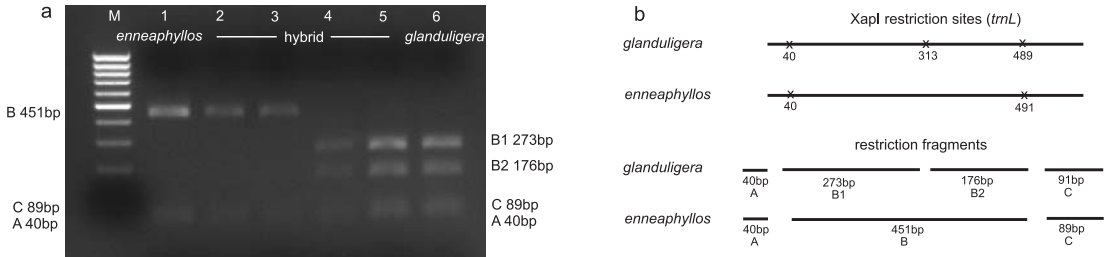 a
M 1 2 3 4 5 6
enneaphyllos hybrid glanduligera
B 451bp
B1 273bp
B2 176bp
C 89bp
A 40bp
C 89bp
A 40bp
b
XapI restriction sites (trnL)
glanduligera
40 313 489
enneaphyllos
40 491
restriction fragments
glanduligera
40bp 273bp 176bp 91bp
A B1 B2 C
enneaphyllos
40bp 451bp 89bp
A B C